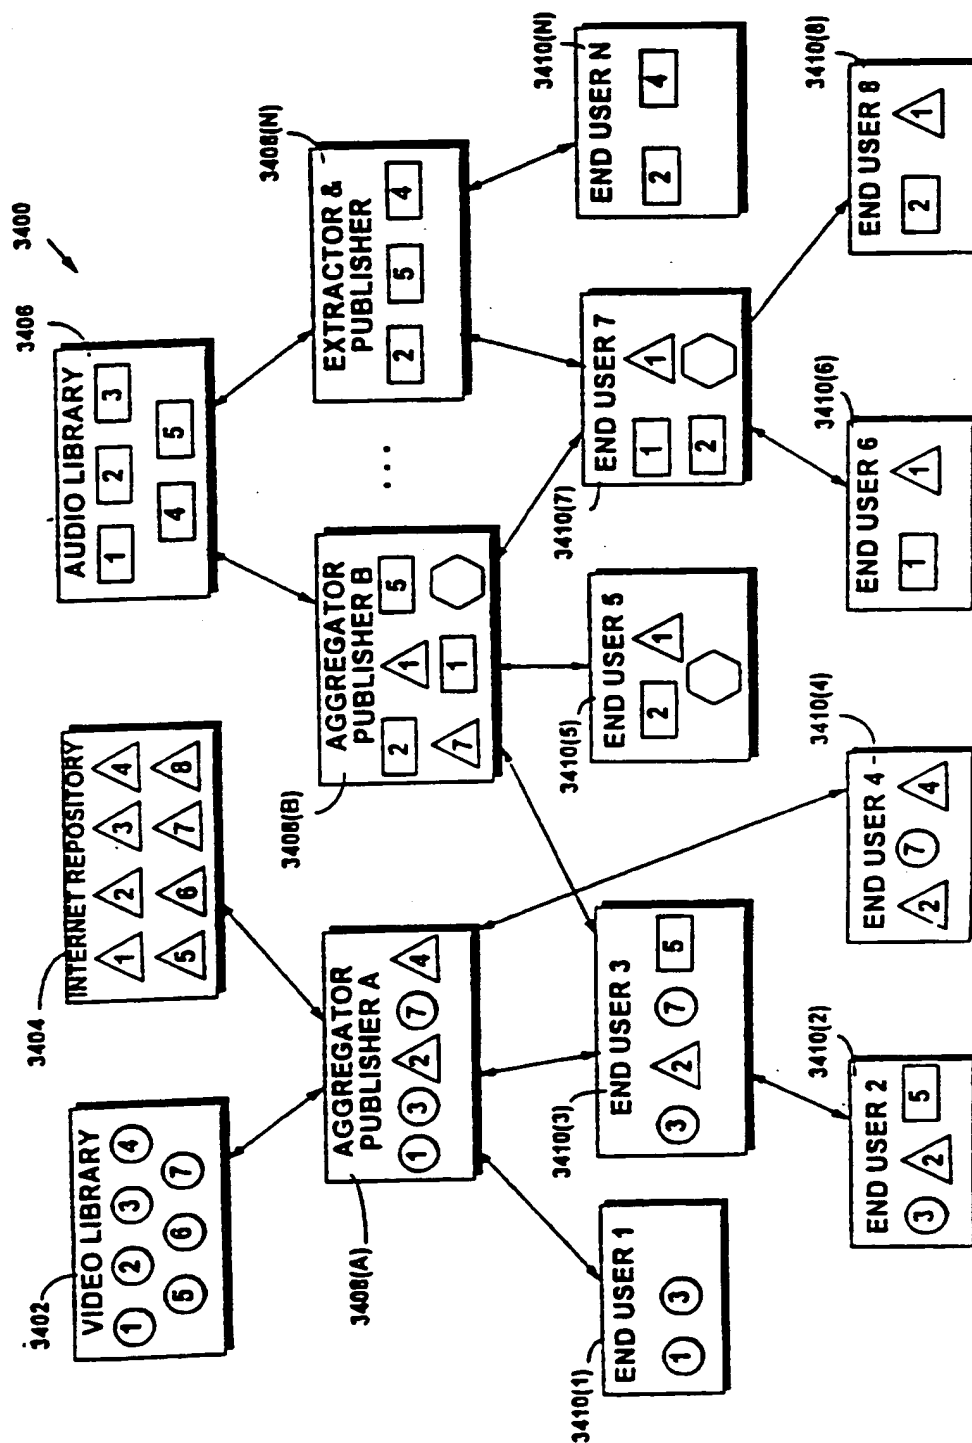 3400
3402
VIDEO LIBRARY
1 2 3 4
5 6 7
3404
INTERNET REPOSITORY
1 2 3 4
5 6 7 8
3406
AUDIO LIBRARY
1 2 3
4 5
3408(A)
AGGREGATOR
PUBLISHER A
1 3 2 7 4
3408(B)
AGGREGATOR
PUBLISHER B
2 1 5
7 1
...
3408(N)
EXTRACTOR &
PUBLISHER
2 5 4
3410(1)
END USER 1
1 3
3410(3)
END USER 3
3 2 7 5
3410(5)
END USER 5
2 1
3410(7)
END USER 7
1 1
2
3410(N)
END USER N
2 4
3410(2)
END USER 2
3 2 5
3410(4)
END USER 4
2 7 4
3410(6)
END USER 6
1 1
3410(8)
END USER 8
2 1